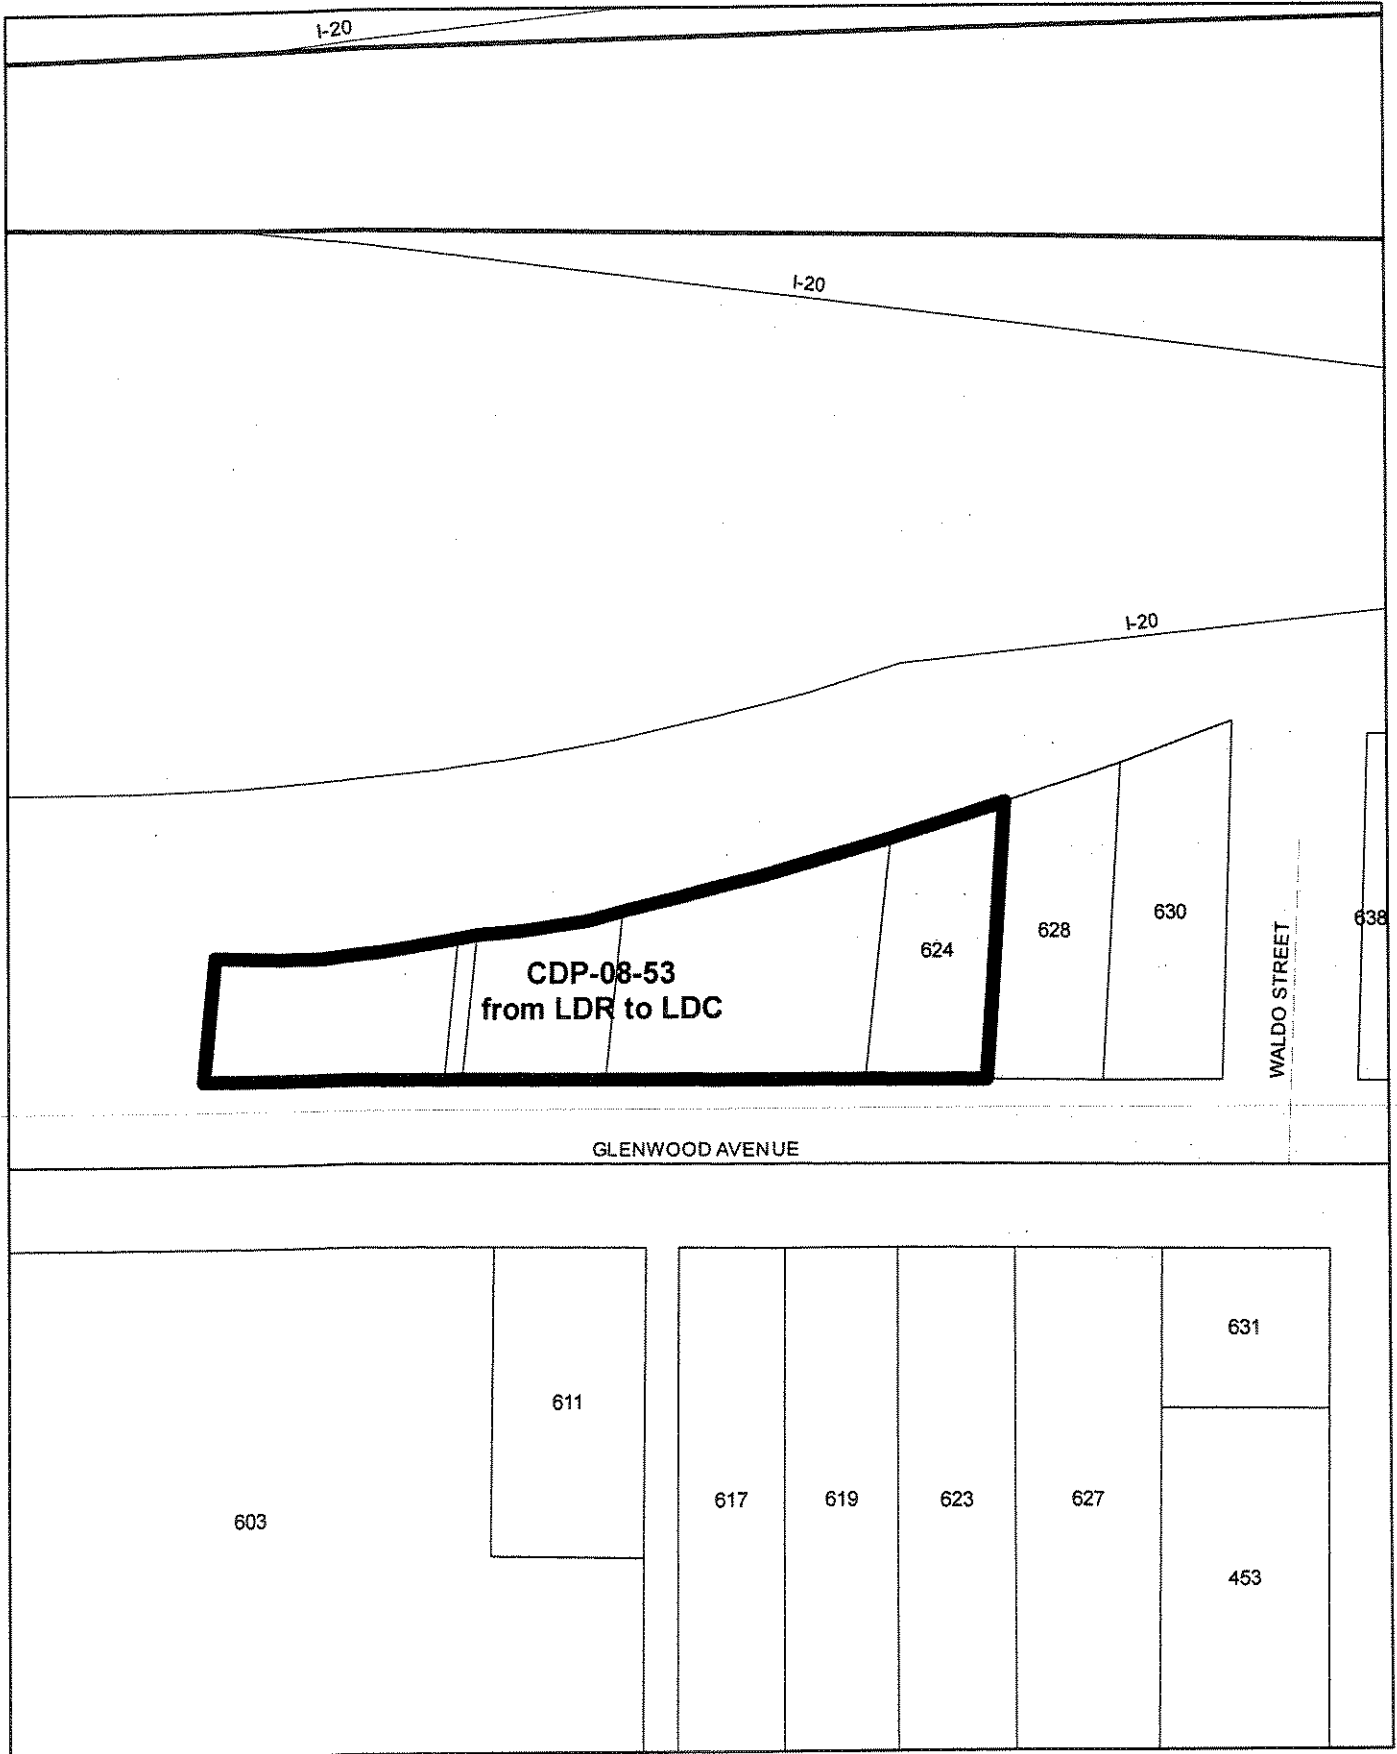 I-20
I-20
I-20
638
630
628
624
WALDO STREET
CDP-08-53
from LDR to LDC
GLENWOOD AVENUE
631
611
617
619
623
627
603
453